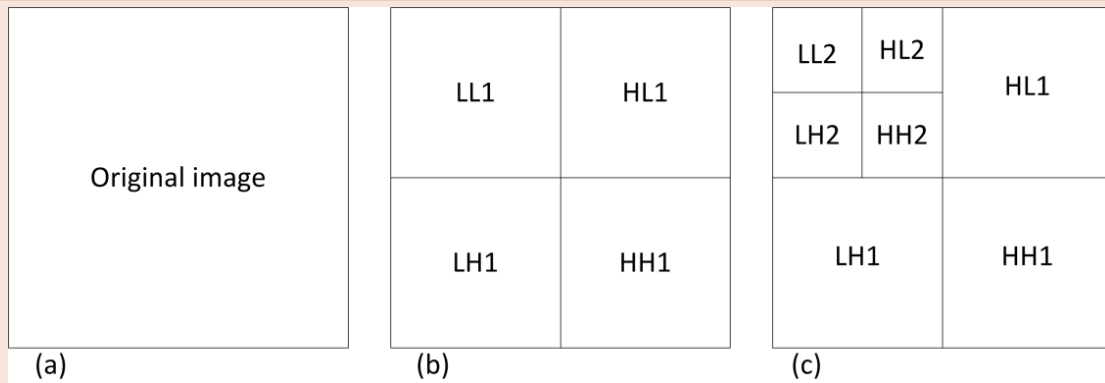 Original image
(a)
LL1
HL1
LH1
HH1
(b)
LL2
HL2
HL1
LH2
HH2
LH1
HH1
(c)